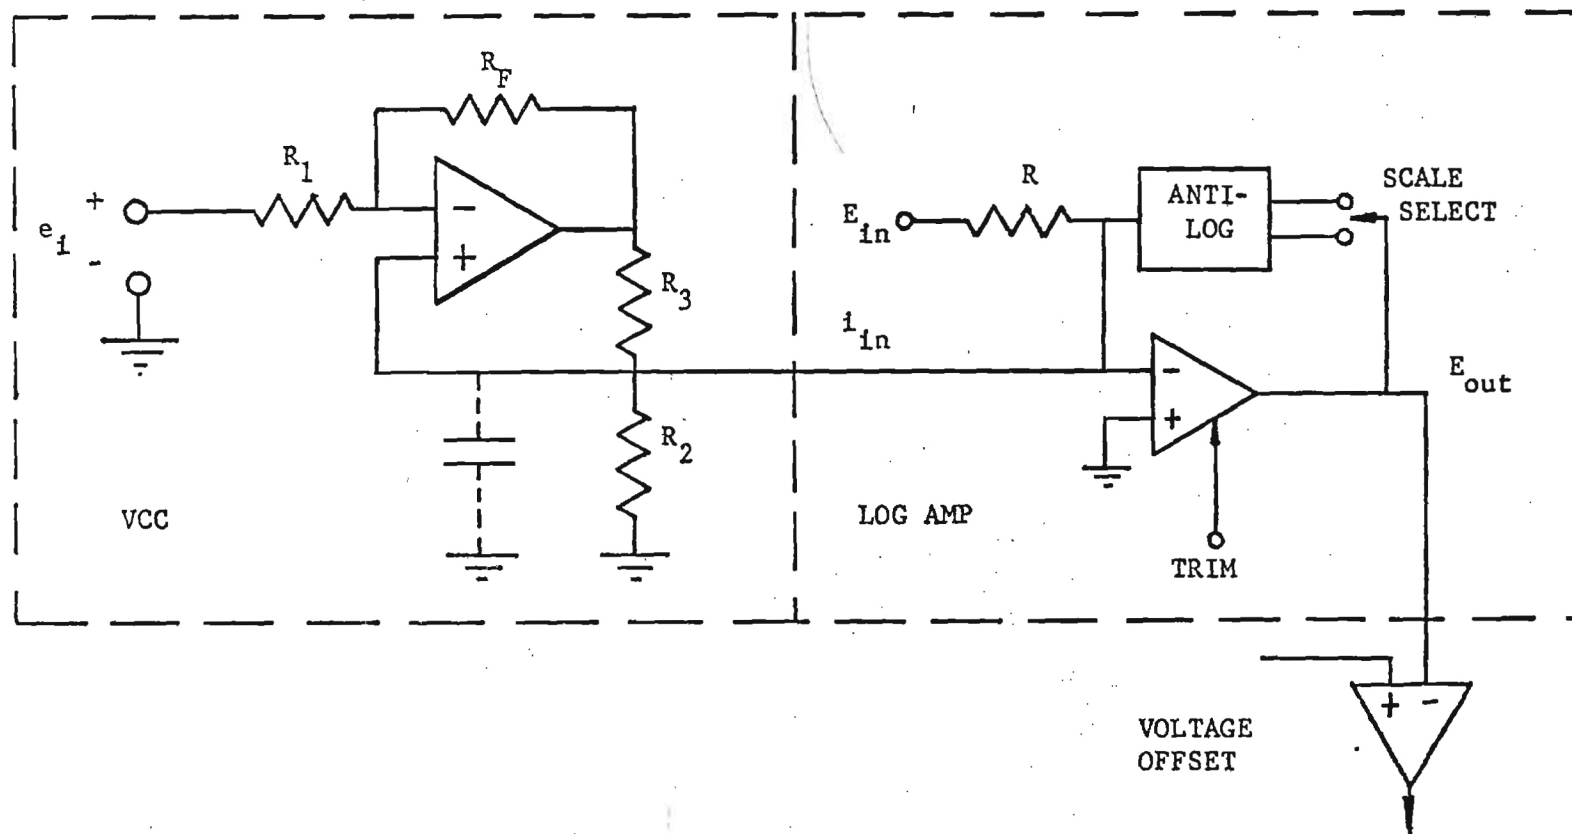 R_F
R_1
+
e_i
-
-
+
R_3
R_2
VCC
E_in
R
ANTI-
LOG
SCALE
SELECT
i_in
-
+
E_out
LOG AMP
TRIM
+ -
VOLTAGE
OFFSET